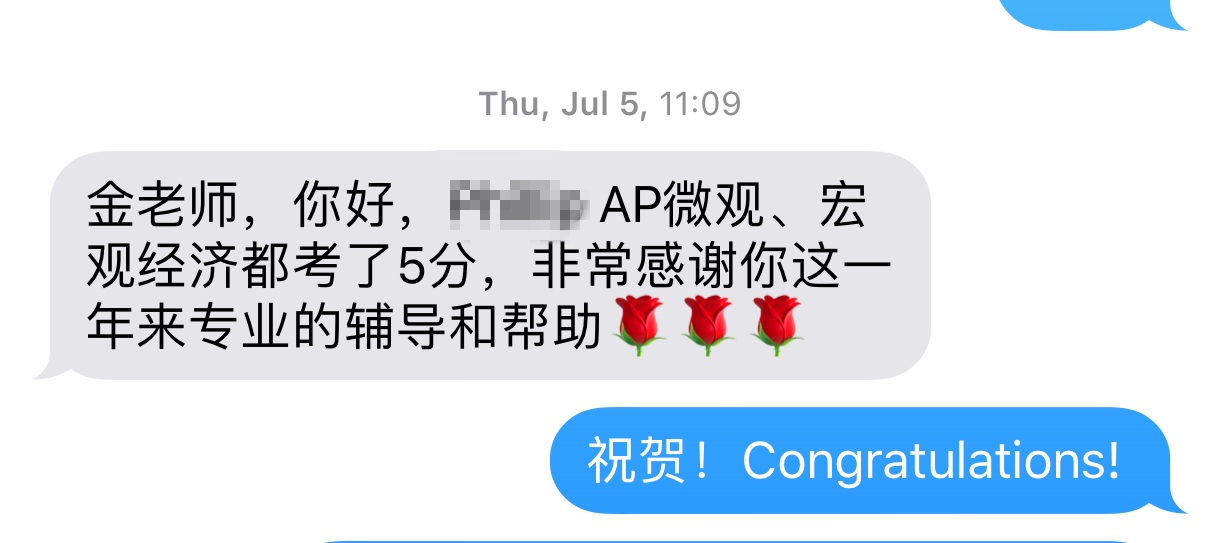 Thu, Jul 5, 11:09
金老师，你好， AP微观、宏
观经济都考了5分，非常感谢你这一
年来专业的辅导和帮助🌹🌹🌹
祝贺！Congratulations!